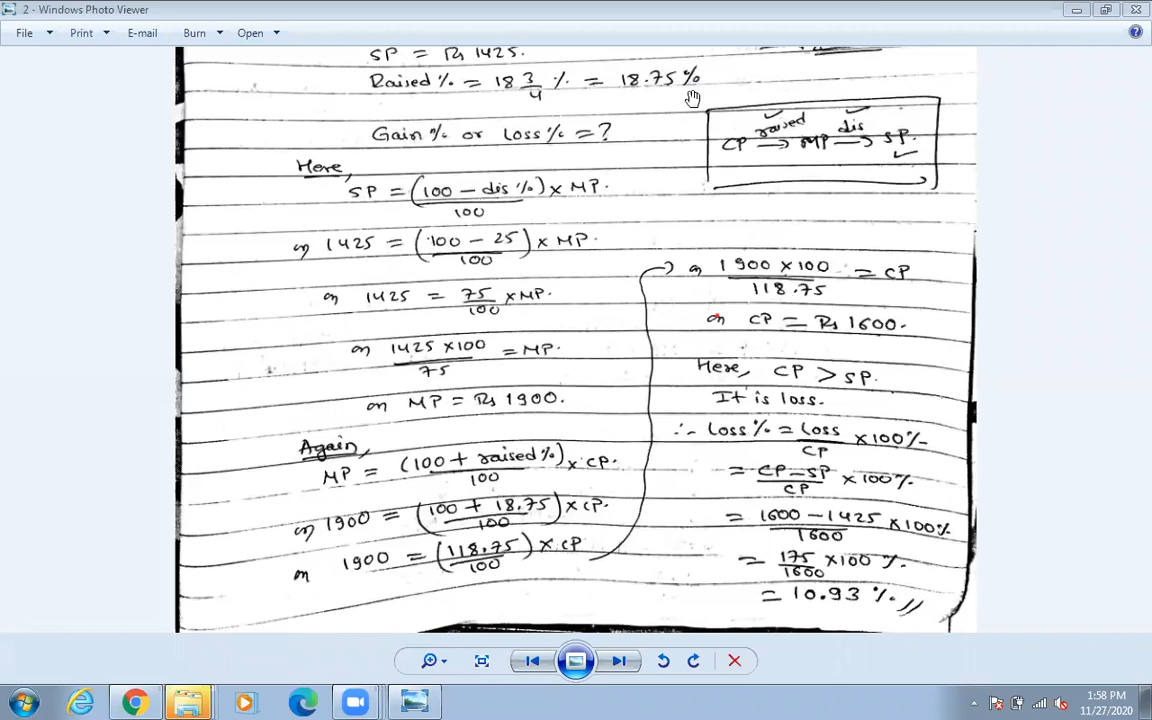 2 - Windows Photo Viewer
File Print E-mail Burn Open
SP = Rs 1425.
Raised % = 18 3/4 % = 18.75 %
Gain % or Loss % = ?
CP raised → MP dis → SP.
Here,
SP = (100 - dis %)/100 × MP.
or 1425 = (100 - 25)/100 × MP.
or 1425 = 75/100 × MP.
or 1425 × 100/75 = MP.
or MP = Rs 1900.
Again,
MP = (100 + raised %)/100 × CP.
or 1900 = (100 + 18.75)/100 × CP.
or 1900 = (118.75)/100 × CP
or 1900 × 100/118.75 = CP
or CP = Rs 1600.
Here, CP > SP.
It is loss.
∴ Loss % = Loss/CP × 100 %
= CP - SP/CP × 100 %.
= 1600 - 1425/1600 × 100 %
= 175/1600 × 100 %.
= 10.93 % //
1:58 PM
11/27/2020